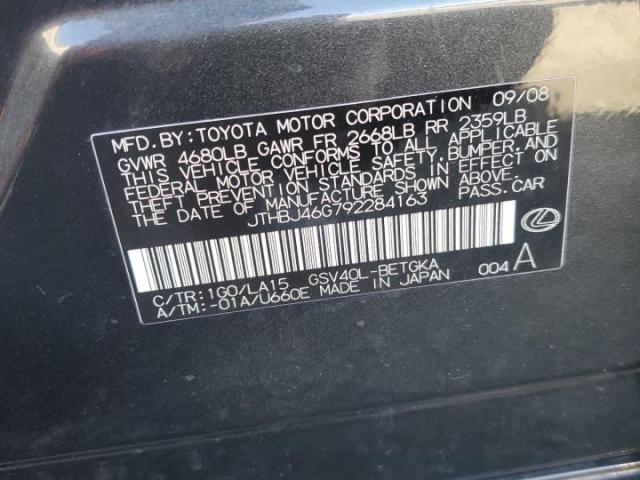 MFD. BY: TOYOTA MOTOR CORPORATION 09/08
GVWR 4680LB GAWR FR 2668LB RR 2359LB
THIS VEHICLE CONFORMS TO ALL APPLICABLE
FEDERAL MOTOR VEHICLE SAFETY, BUMPER, AND
THEFT PREVENTION STANDARDS IN EFFECT ON
THE DATE OF MANUFACTURE SHOWN ABOVE.
JTHBJ46G792284163 PASS. CAR
C/TR: 1G0/LA15 GSV40L-BETGKA
A/TM: -01A/U660E MADE IN JAPAN 004 A